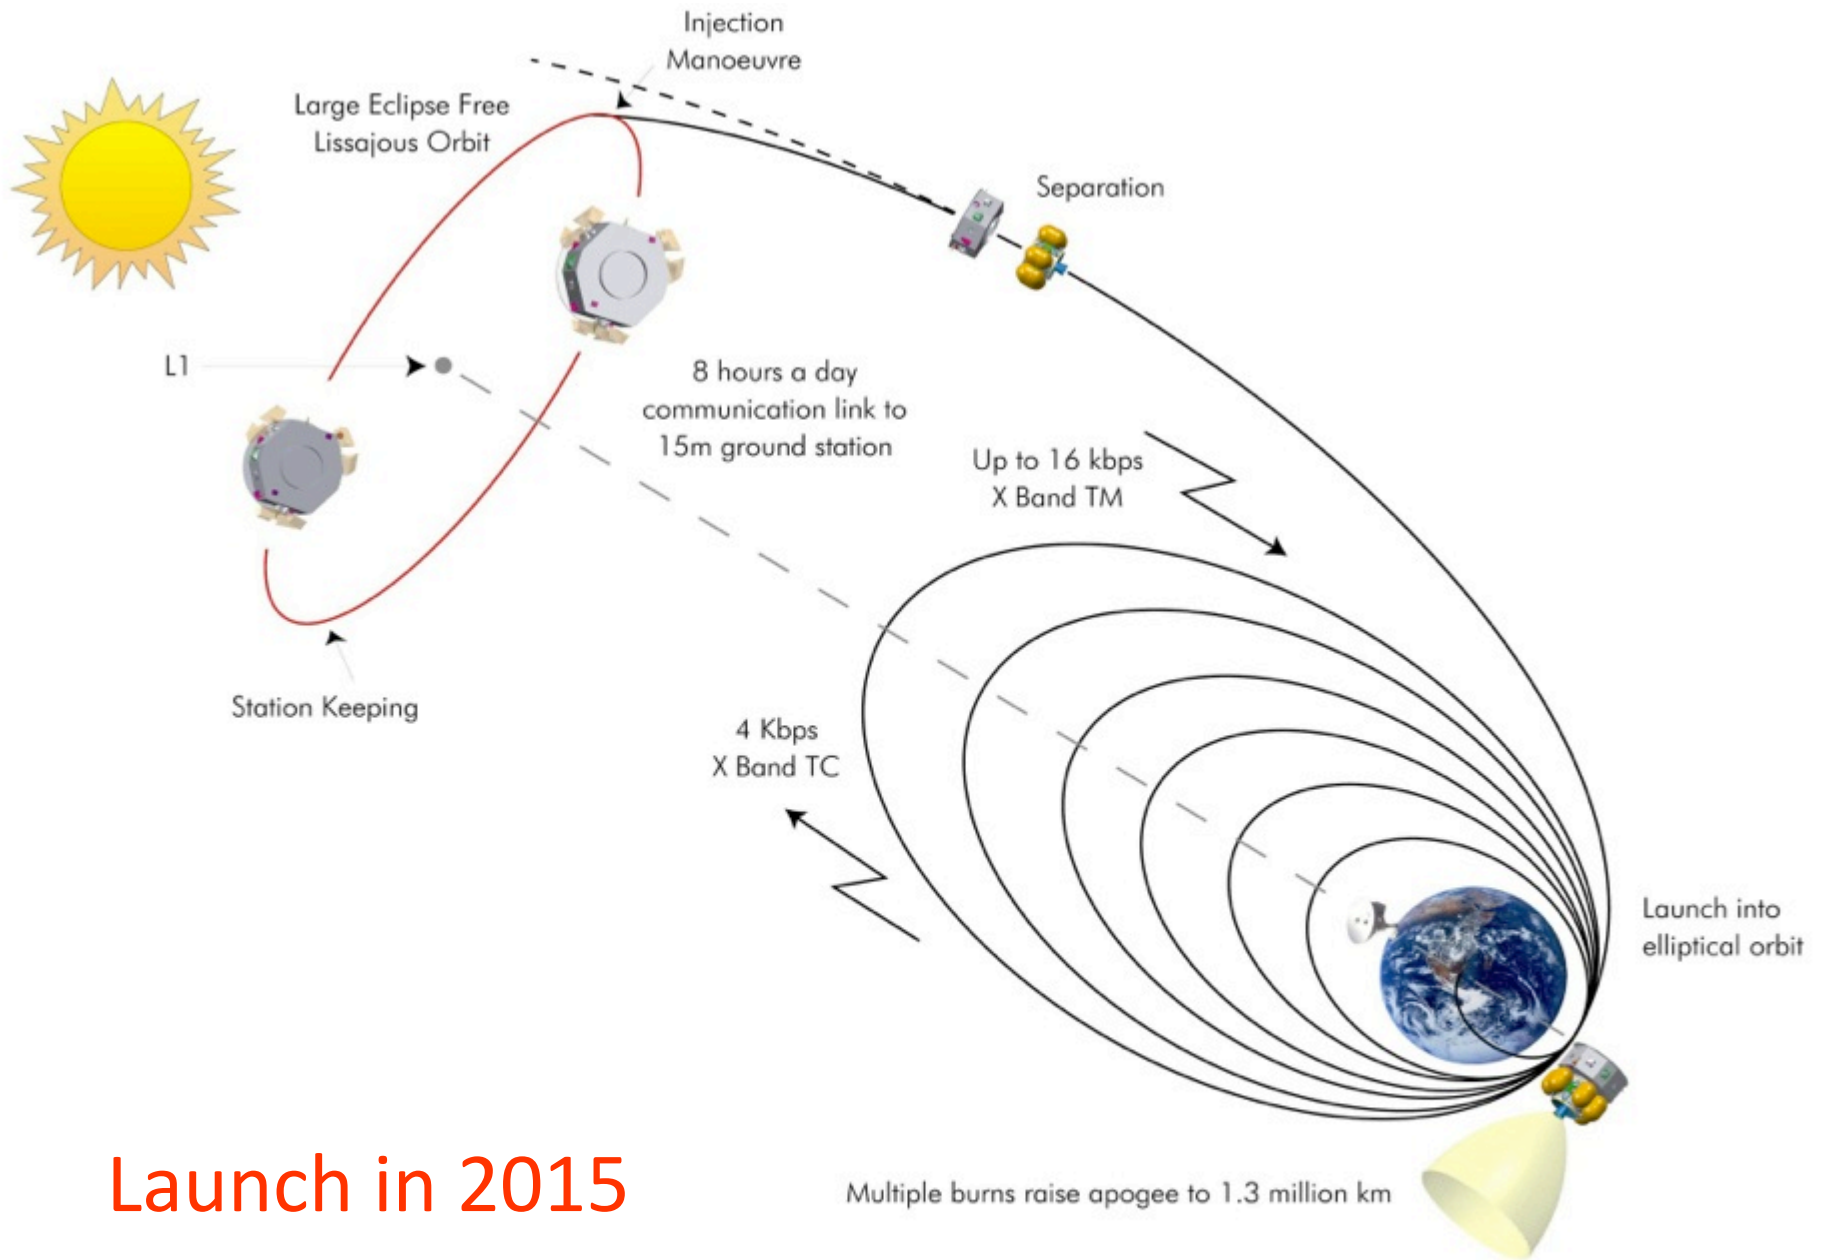 Injection
Manoeuvre
Large Eclipse Free
Lissajous Orbit
Separation
L1
8 hours a day
communication link to
15m ground station
Up to 16 kbps
X Band TM
Station Keeping
4 Kbps
X Band TC
Launch into
elliptical orbit
Launch in 2015
Multiple burns raise apogee to 1.3 million km